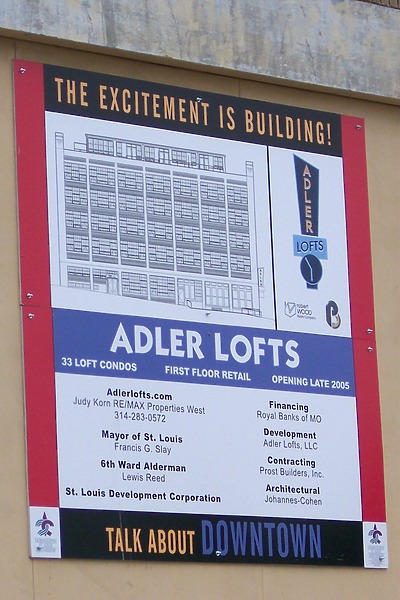 THE EXCITEMENT IS BUILDING!
ADLER
LOFTS
robert
WOOD
ADLER LOFTS
33 LOFT CONDOS FIRST FLOOR RETAIL OPENING LATE 2005
Adlerlofts.com
Judy Korn RE/MAX Properties West
314-283-0572
Mayor of St. Louis
Francis G. Slay
6th Ward Alderman
Lewis Reed
St. Louis Development Corporation
Financing
Royal Banks of MO
Development
Adler Lofts, LLC
Contracting
Prost Builders, Inc.
Architectural
Johannes-Cohen
TALK ABOUT DOWNTOWN